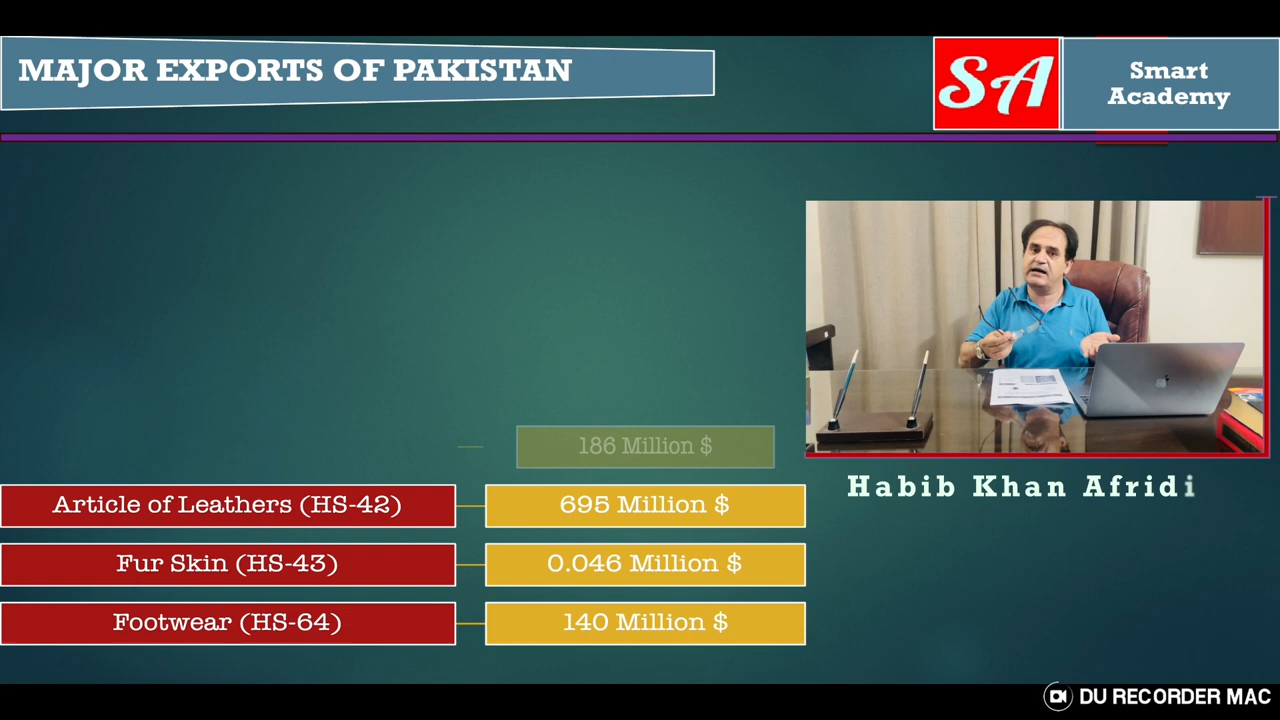 MAJOR EXPORTS OF PAKISTAN
SA
Smart
Academy
186 Million $
Article of Leathers (HS-42)
695 Million $
Fur Skin (HS-43)
0.046 Million $
Footwear (HS-64)
140 Million $
Habib Khan Afridi
DU RECORDER MAC